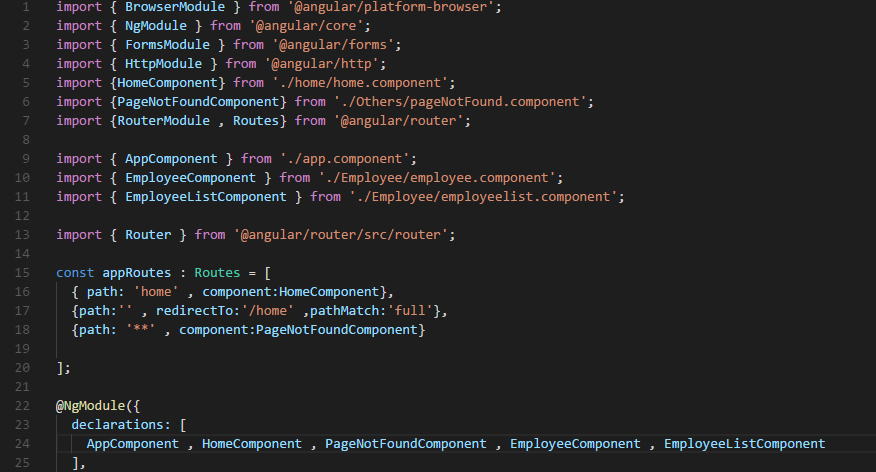 1 import { BrowserModule } from '@angular/platform-browser';
2 import { NgModule } from '@angular/core';
3 import { FormsModule } from '@angular/forms';
4 import { HttpModule } from '@angular/http';
5 import {HomeComponent} from './home/home.component';
6 import {PageNotFoundComponent} from './Others/pageNotFound.component';
7 import {RouterModule , Routes} from '@angular/router';
8
9 import { AppComponent } from './app.component';
10 import { EmployeeComponent } from './Employee/employee.component';
11 import { EmployeeListComponent } from './Employee/employeelist.component';
12
13 import { Router } from '@angular/router/src/router';
14
15 const appRoutes : Routes = [
16   { path: 'home' , component:HomeComponent},
17   {path:'' , redirectTo:'/home' ,pathMatch:'full'},
18   {path: '**' , component:PageNotFoundComponent}
19
20 ];
21
22 @NgModule({
23   declarations: [
24     AppComponent , HomeComponent , PageNotFoundComponent , EmployeeComponent , EmployeeListComponent
25   ],